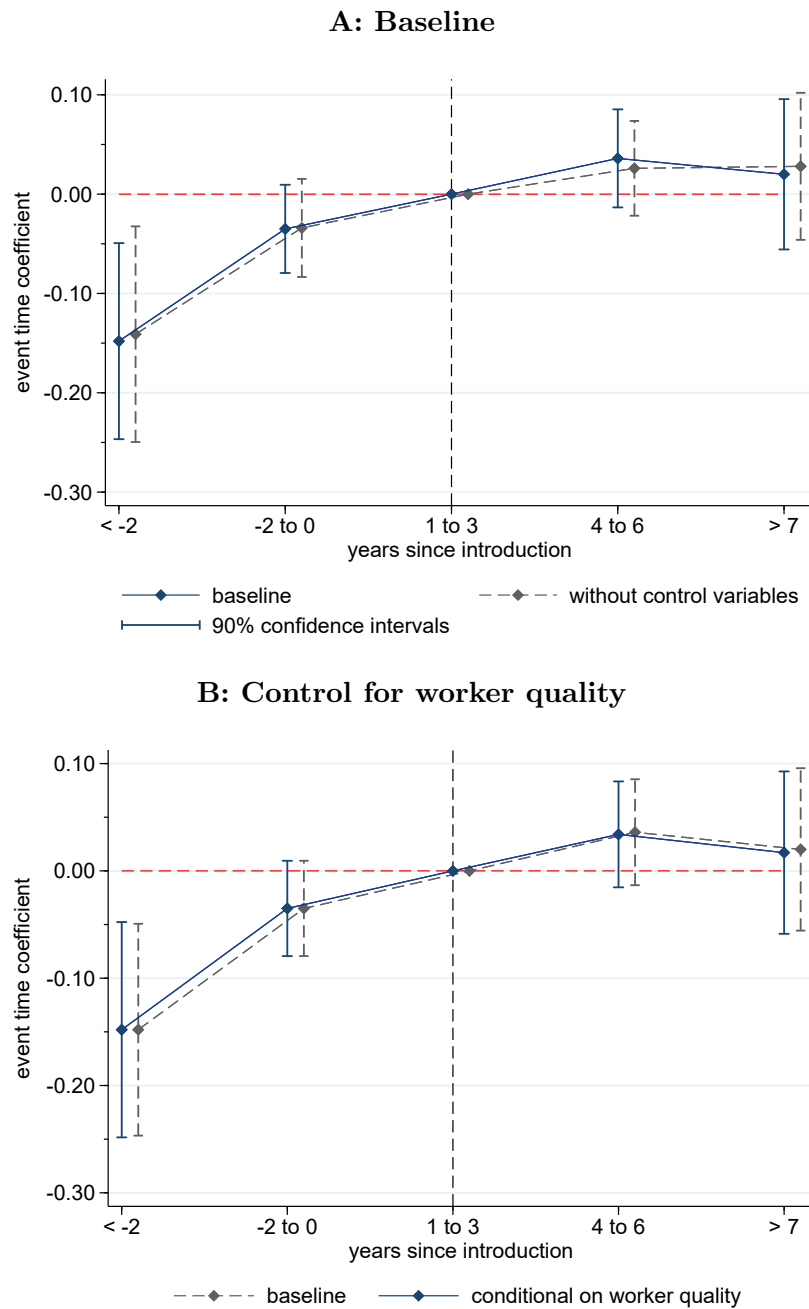 A: Baseline
0.10
0.00
-0.10
-0.20
-0.30
event time coefficient
< -2 -2 to 0 1 to 3 4 to 6 > 7
years since introduction
baseline without control variables
90% confidence intervals
B: Control for worker quality
0.10
0.00
-0.10
-0.20
-0.30
event time coefficient
< -2 -2 to 0 1 to 3 4 to 6 > 7
years since introduction
baseline conditional on worker quality